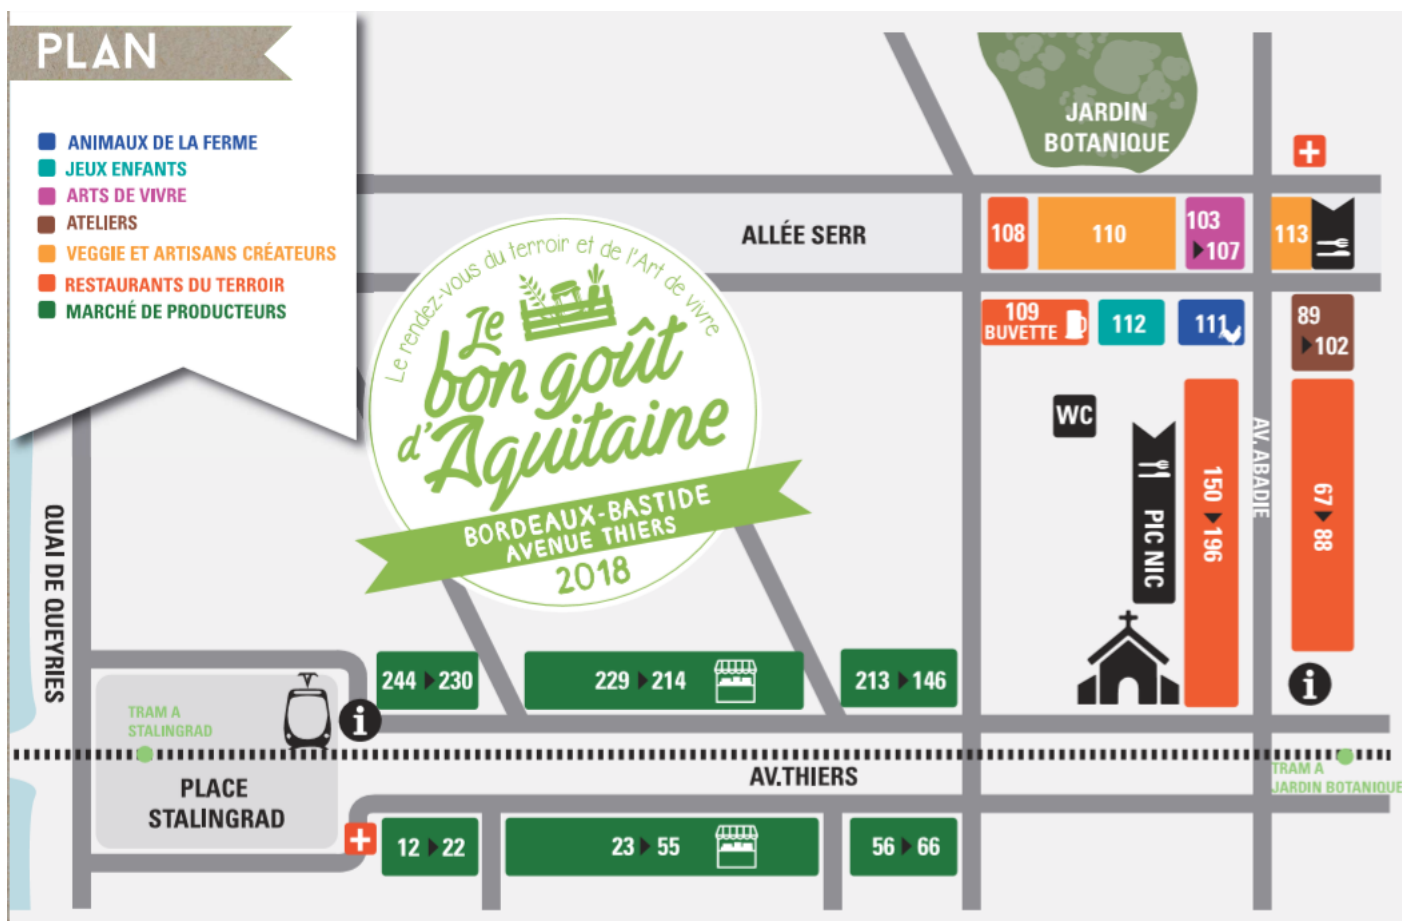 PLAN
ANIMAUX DE LA FERME
JEUX ENFANTS
ARTS DE VIVRE
ATELIERS
VEGGIE ET ARTISANS CRÉATEURS
RESTAURANTS DU TERROIR
MARCHÉ DE PRODUCTEURS
JARDIN
BOTANIQUE
ALLÉE SERR
108
110
103
107
113
109
BUVETTE
112
111
89
102
Le rendez-vous du terroir et de l'Art de vivre
Le
bon goût
d'Aquitaine
BORDEAUX-BASTIDE
AVENUE THIERS
2018
WC
PIC NIC
150 196
AV. ABADIE
67 88
QUAI DE QUEYRIES
244 230
229 214
213 146
i
i
TRAM A
STALINGRAD
PLACE
STALINGRAD
AV.THIERS
TRAM A
JARDIN BOTANIQUE
12 22
23 55
56 66